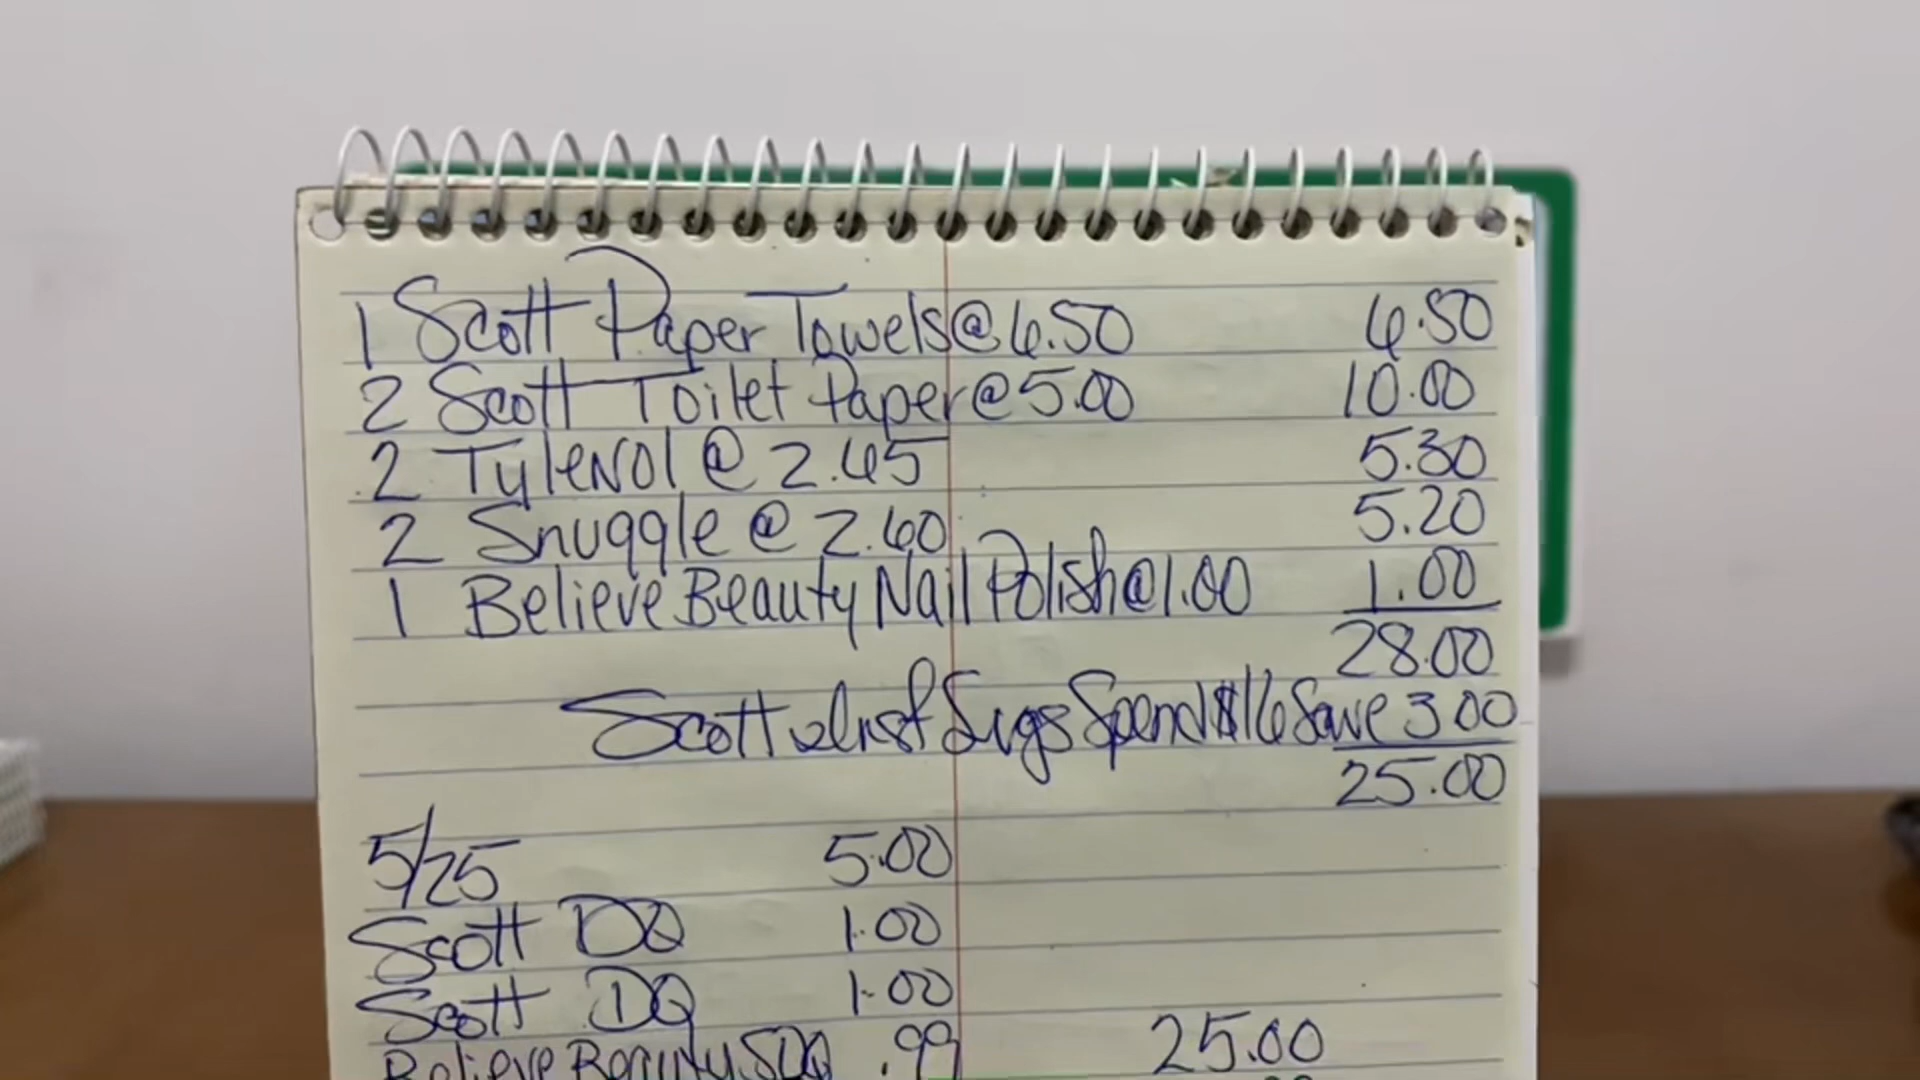 1 Scott Paper Towels @ 6.50 6.50
2 Scott Toilet Paper @ 5.00 10.00
2 Tylenol @ 2.65 5.30
2 Snuggle @ 2.60 5.20
1 Believe Beauty Nail Polish @ 1.00 1.00
28.00
Scott Spend $16 Save 3.00
25.00
5/25 5.00
Scott DQ 1.00
Scott DQ 1.00
Believe Beauty SDQ .99 25.00